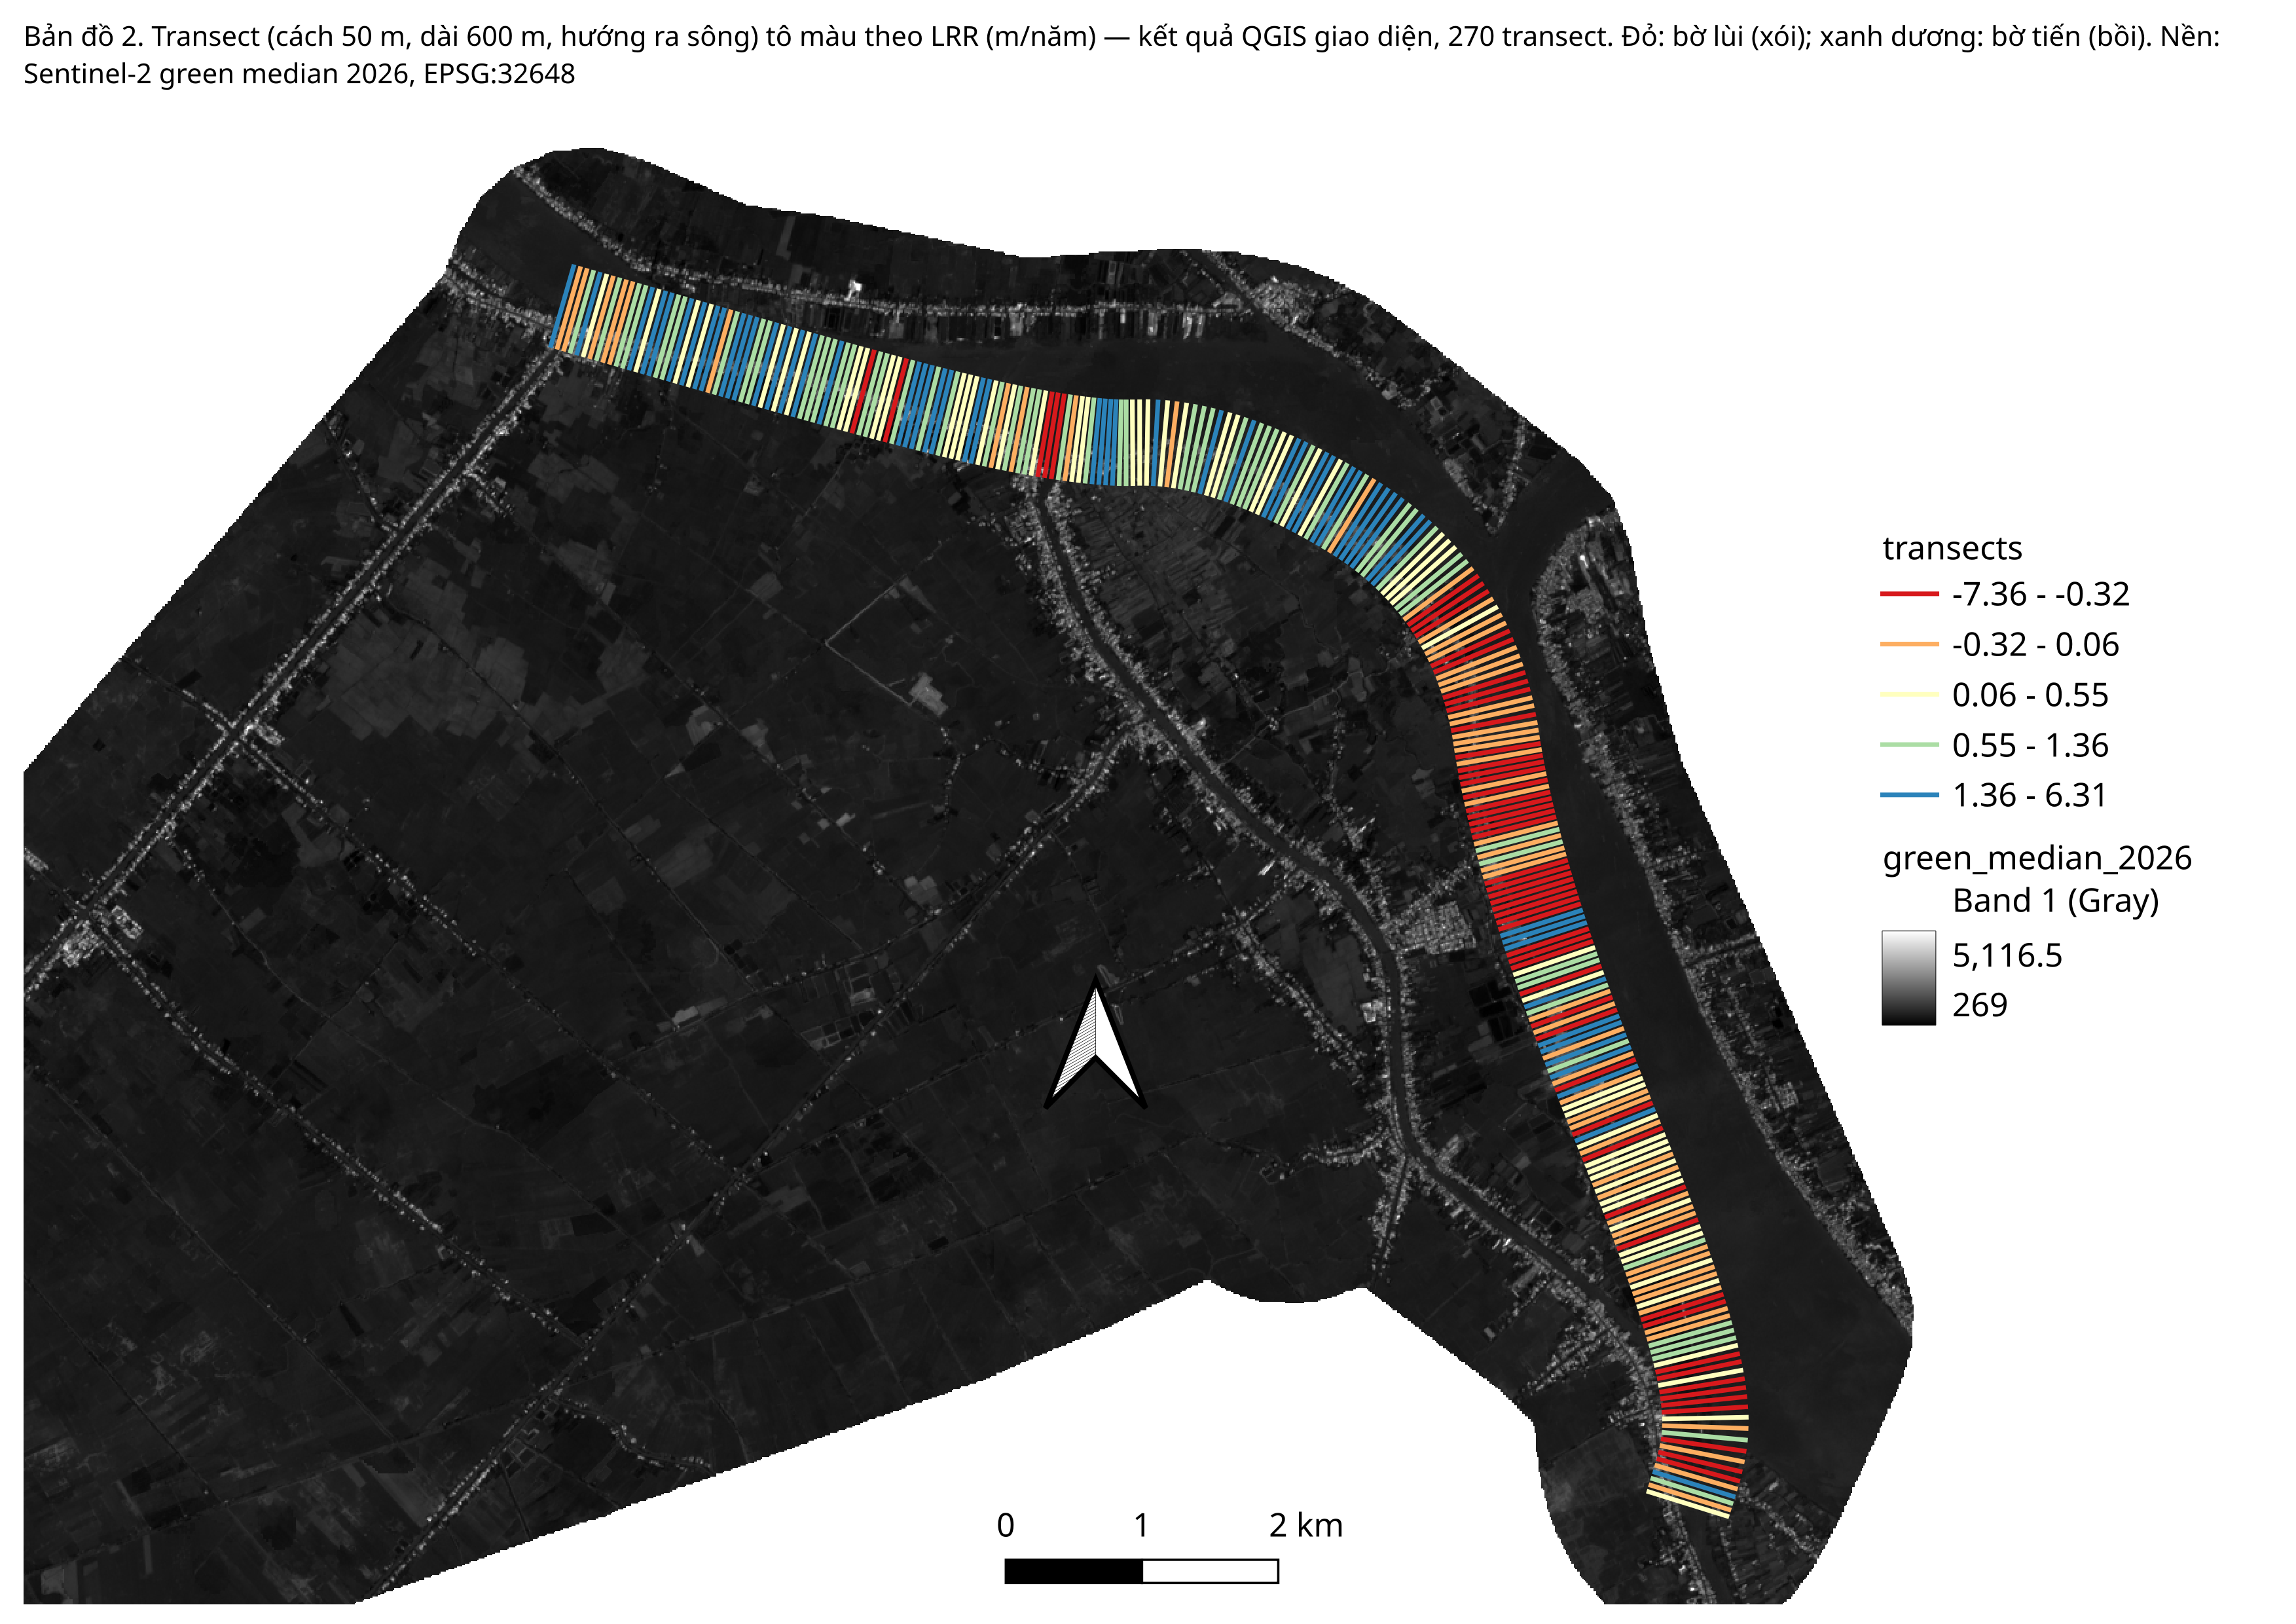 Bản đồ 2. Transect (cách 50 m, dài 600 m, hướng ra sông) tô màu theo LRR (m/năm) — kết quả QGIS giao diện, 270 transect. Đỏ: bờ lùi (xói); xanh dương: bờ tiến (bồi). Nền:
Sentinel-2 green median 2026, EPSG:32648
transects
-7.36 - -0.32
-0.32 - 0.06
0.06 - 0.55
0.55 - 1.36
1.36 - 6.31
green_median_2026
Band 1 (Gray)
5,116.5
269
0 1 2 km